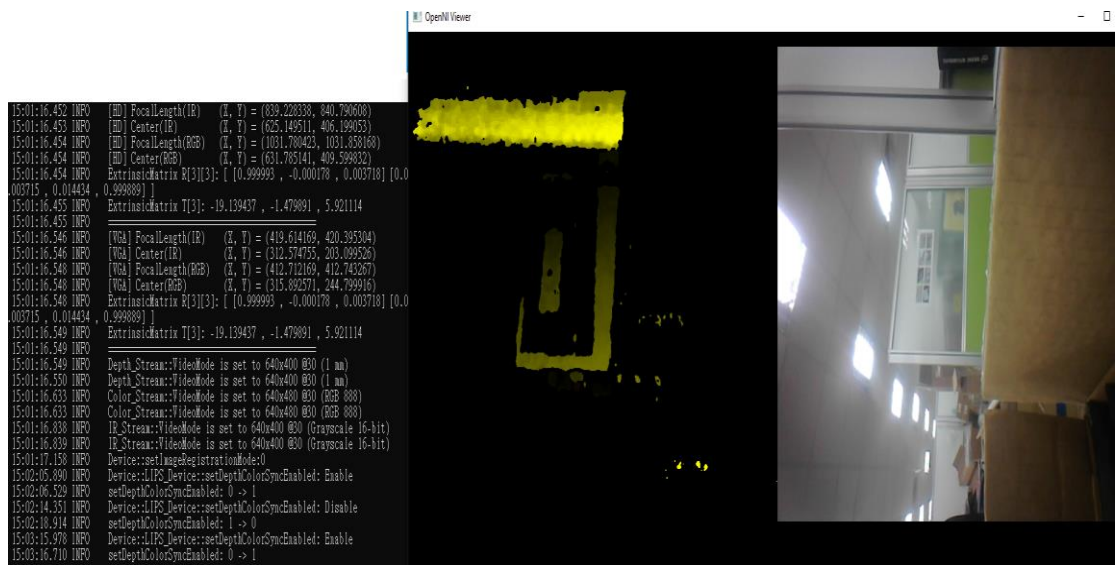 OpenNI Viewer
15:01:16.452 INFO [HD] FocalLength(IR) (X, Y) = (839.228338, 840.790608)
15:01:16.453 INFO [HD] Center(IR) (X, Y) = (625.149511, 406.199053)
15:01:16.454 INFO [HD] FocalLength(RGB) (X, Y) = (1031.780423, 1031.858168)
15:01:16.454 INFO [HD] Center(RGB) (X, Y) = (631.785141, 409.599832)
15:01:16.454 INFO ExtrinsicMatrix R[3][3]: [ [0.999993 , -0.000178 , 0.003718] [0.0
.003715 , 0.014434 , 0.999889] ]
15:01:16.455 INFO ExtrinsicMatrix T[3]: -19.139437 , -1.479891 , 5.921114
15:01:16.455 INFO
15:01:16.546 INFO [VGA] FocalLength(IR) (X, Y) = (419.614169, 420.395304)
15:01:16.546 INFO [VGA] Center(IR) (X, Y) = (312.574755, 203.099526)
15:01:16.548 INFO [VGA] FocalLength(RGB) (X, Y) = (412.712169, 412.743267)
15:01:16.548 INFO [VGA] Center(RGB) (X, Y) = (315.892571, 244.799916)
15:01:16.548 INFO ExtrinsicMatrix R[3][3]: [ [0.999993 , -0.000178 , 0.003718] [0.0
.003715 , 0.014434 , 0.999889] ]
15:01:16.549 INFO ExtrinsicMatrix T[3]: -19.139437 , -1.479891 , 5.921114
15:01:16.549 INFO
15:01:16.549 INFO Depth_Stream::VideoMode is set to 640x400 @30 (1 mm)
15:01:16.550 INFO Depth_Stream::VideoMode is set to 640x400 @30 (1 mm)
15:01:16.633 INFO Color_Stream::VideoMode is set to 640x480 @30 (RGB 888)
15:01:16.633 INFO Color_Stream::VideoMode is set to 640x480 @30 (RGB 888)
15:01:16.838 INFO IR_Stream::VideoMode is set to 640x400 @30 (Grayscale 16-bit)
15:01:16.839 INFO IR_Stream::VideoMode is set to 640x400 @30 (Grayscale 16-bit)
15:01:17.158 INFO Device::setImageRegistrationMode:0
15:02:05.890 INFO Device::LIPS_Device::setDepthColorSyncEnabled: Enable
15:02:06.529 INFO setDepthColorSyncEnabled: 0 -> 1
15:02:14.351 INFO Device::LIPS_Device::setDepthColorSyncEnabled: Disable
15:02:18.914 INFO setDepthColorSyncEnabled: 1 -> 0
15:03:15.978 INFO Device::LIPS_Device::setDepthColorSyncEnabled: Enable
15:03:16.710 INFO setDepthColorSyncEnabled: 0 -> 1